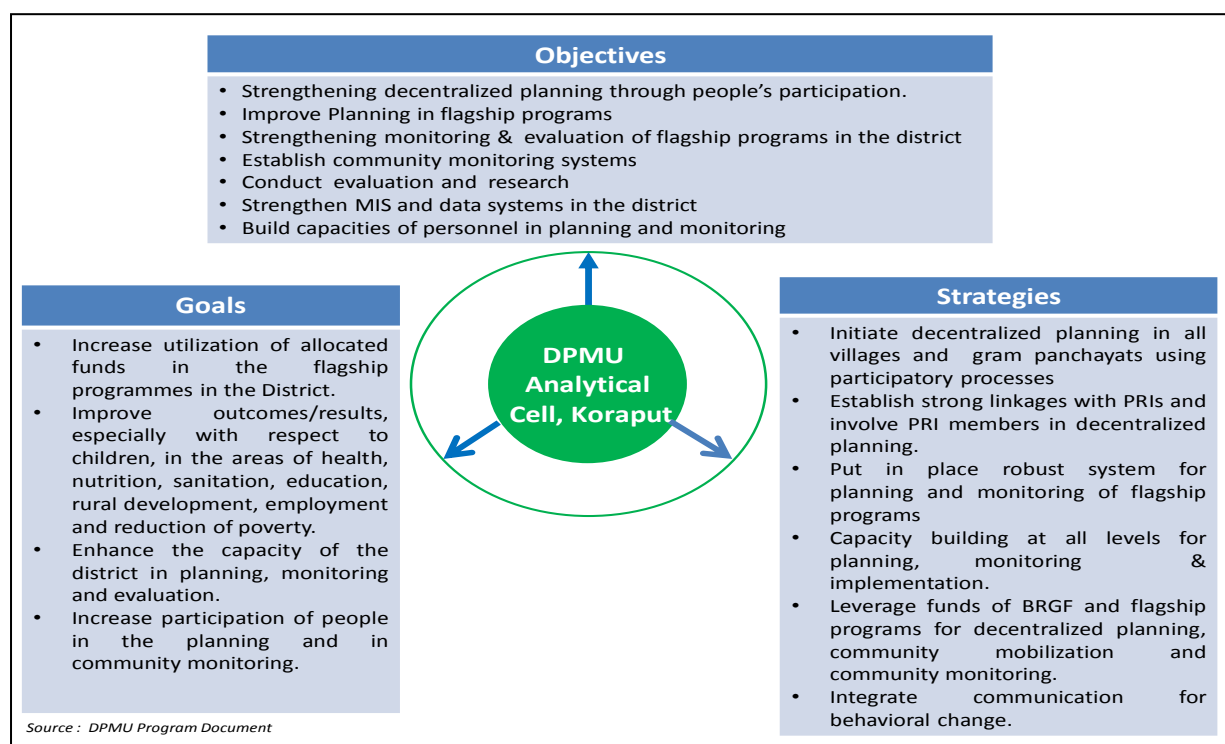 Objectives
• Strengthening decentralized planning through people’s participation.
• Improve Planning in flagship programs
• Strengthening monitoring & evaluation of flagship programs in the district
• Establish community monitoring systems
• Conduct evaluation and research
• Strengthen MIS and data systems in the district
• Build capacities of personnel in planning and monitoring
Goals
• Increase utilization of allocated
funds in the flagship
programmes in the District.
• Improve outcomes/results,
especially with respect to
children, in the areas of health,
nutrition, sanitation, education,
rural development, employment
and reduction of poverty.
• Enhance the capacity of the
district in planning, monitoring
and evaluation.
• Increase participation of people
in the planning and in
community monitoring.
DPMU
Analytical
Cell, Koraput
Strategies
• Initiate decentralized planning in all
villages and gram panchayats using
participatory processes
• Establish strong linkages with PRIs and
involve PRI members in decentralized
planning.
• Put in place robust system for
planning and monitoring of flagship
programs
• Capacity building at all levels for
planning, monitoring &
implementation.
• Leverage funds of BRGF and flagship
programs for decentralized planning,
community mobilization and
community monitoring.
• Integrate communication for
behavioral change.
Source : DPMU Program Document